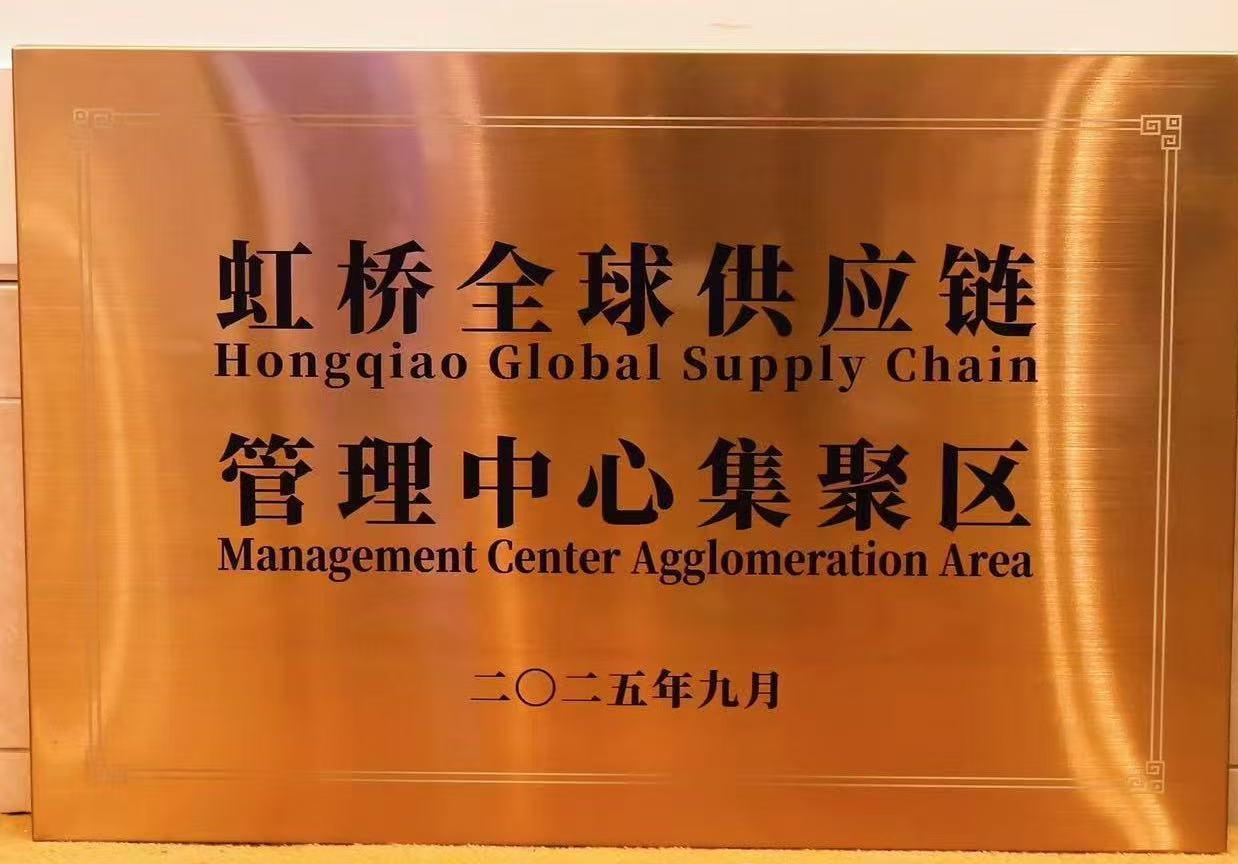 虹桥全球供应链
Hongqiao Global Supply Chain
管理中心集聚区
Management Center Agglomeration Area
二〇二五年九月